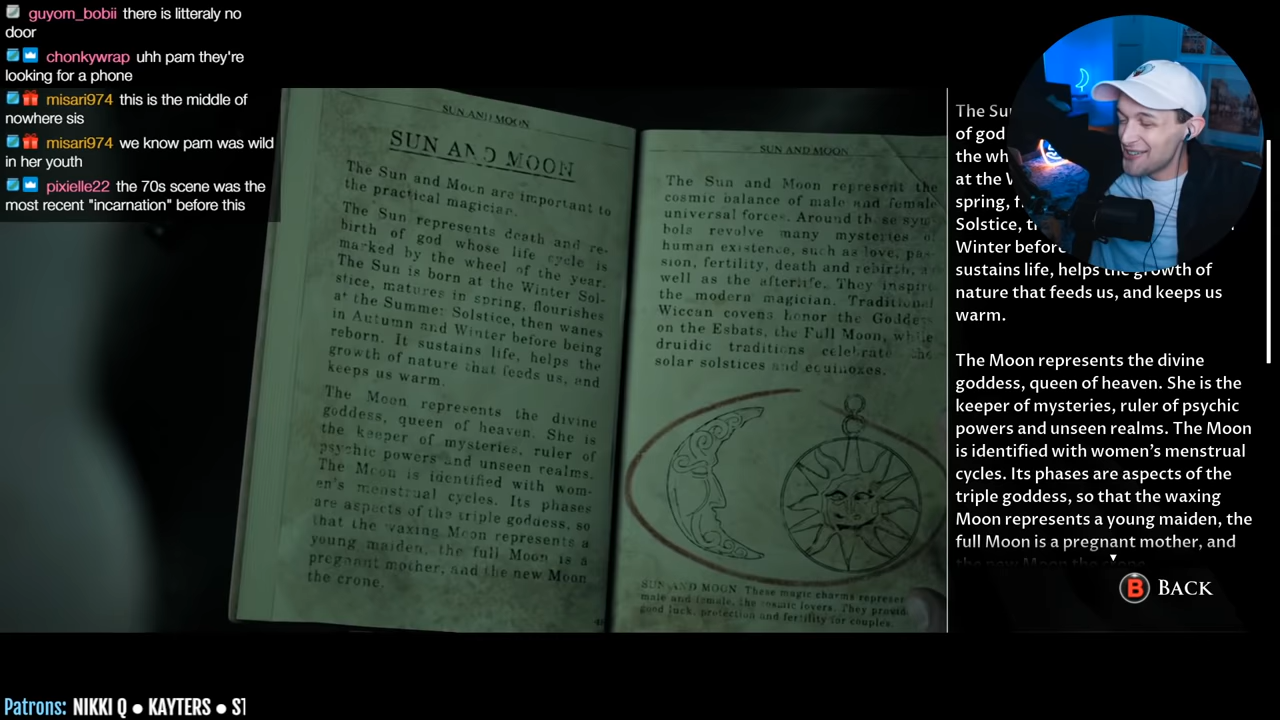 guyom_bobii there is litteraly no
door
chonkywrap uhh pam they're
looking for a phone
misari974 this is the middle of
nowhere sis
misari974 we know pam was wild
in her youth
pixielle22 the 70s scene was the
most recent "incarnation" before this
SUN AND MOON
SUN AND MOON
The Sun and Moon are important to
the practical magician.
The Sun represents death and re-
birth of god whose life cycle is
marked by the wheel of the year.
The Sun is born at the Winter Sol-
stice, matures in spring, flourishes
at the Summer Solstice, then wanes
in Autumn and Winter before being
reborn. It sustains life, helps the
growth of nature that feeds us, and
keeps us warm.
The Moon represents the divine
goddess, queen of heaven. She is
the keeper of mysteries, ruler of
psychic powers and unseen realms.
The Moon is identified with wom-
en's menstrual cycles. Its phases
are aspects of the triple goddess, so
that the waxing Moon represents a
young maiden, the full Moon is a
pregnant mother, and the new Moon
the crone.
SUN AND MOON
The Sun and Moon represent the
cosmic balance of male and female
universal forces. Around these sym-
bols revolve many mysteries of
human existence, such as love, pas-
sion, fertility, death and rebirth, as
well as the afterlife. They inspire
the modern magician. Traditional
Wiccan covens honor the Goddess
on the Esbats, the Full Moon, while
druidic traditions celebrate the
solar solstices and equinoxes.
SUN AND MOON These magic charms represent
male and female, the cosmic lovers. They provide
good luck, protection and fertility for couples.
The Sun
of god
the wh
at the W
spring, f
Solstice, th
Winter before
sustains life, helps the growth of
nature that feeds us, and keeps us
warm.
The Moon represents the divine
goddess, queen of heaven. She is the
keeper of mysteries, ruler of psychic
powers and unseen realms. The Moon
is identified with women's menstrual
cycles. Its phases are aspects of the
triple goddess, so that the waxing
Moon represents a young maiden, the
full Moon is a pregnant mother, and
the new Moon the crone.
B BACK
Patrons: NIKKI Q ● KAYTERS ● ST